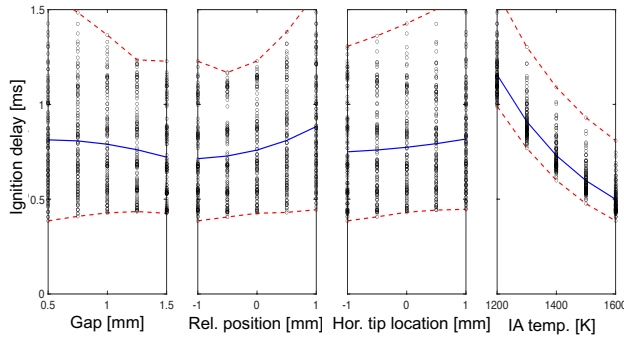 1.5
1
0.5
0
Ignition delay [ms]
0.5 1 1.5
-1 0 1
-1 0 1
1200 1400 1600
Gap [mm] Rel. position [mm] Hor. tip location [mm] IA temp. [K]